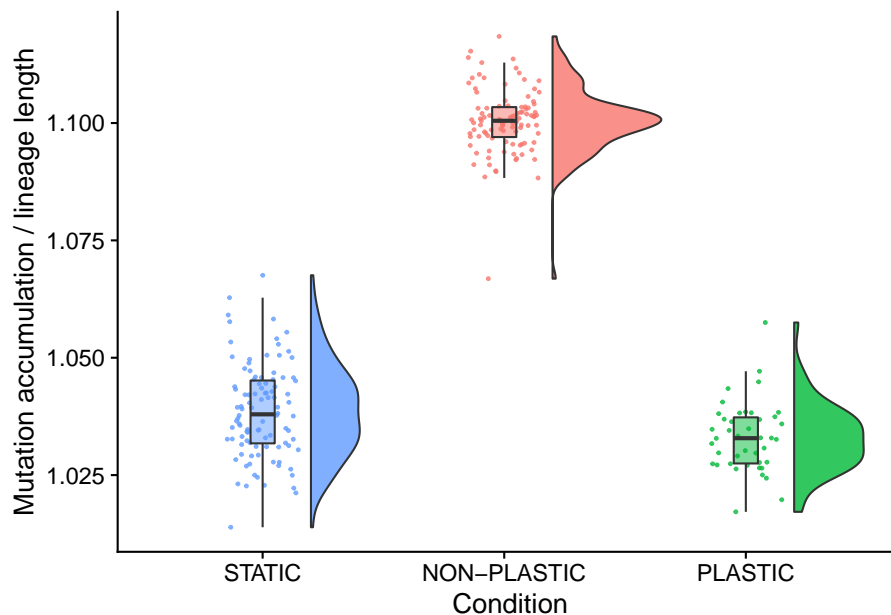 Mutation accumulation / lineage length
1.100
1.075
1.050
1.025
STATIC
NON−PLASTIC
PLASTIC
Condition